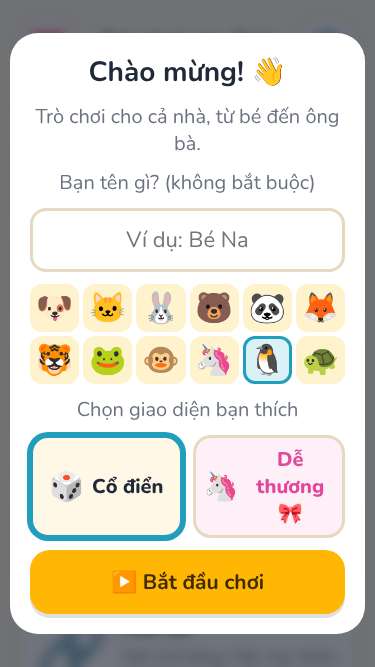 Chào mừng! 👋
Trò chơi cho cả nhà, từ bé đến ông
bà.
Bạn tên gì? (không bắt buộc)
Ví dụ: Bé Na
Chọn giao diện bạn thích
Cổ điển
Dễ
thương
Bắt đầu chơi